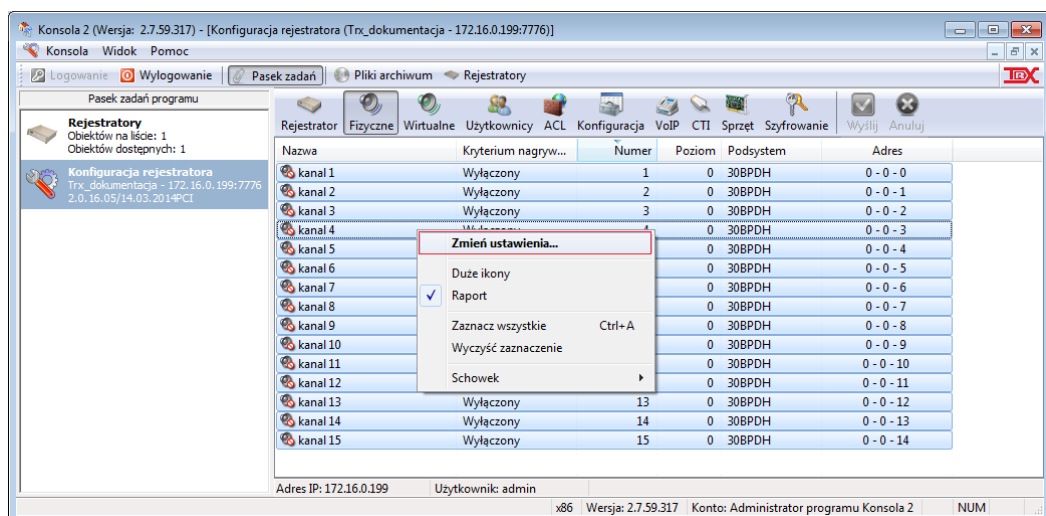 Konsola 2 (Wersja: 2.7.59.317) - [Konfiguracja rejestratora (Trx_dokumentacja - 172.16.0.199:7776)]
Konsola Widok Pomoc
Logowanie Wylogowanie Pasek zadań Pliki archiwum Rejestratory TRX
Pasek zadań programu
Rejestratory
Obiektów na liście: 1
Obiektów dostępnych: 1
Konfiguracja rejestratora
Trx_dokumentacja - 172.16.0.199:7776
2.0.16.05/14.03.2014PCI
Rejestrator Fizyczne Wirtualne Użytkownicy ACL Konfiguracja VoIP CTI Sprzęt Szyfrowanie Wyślij Anuluj
Nazwa Kryterium nagryw... Numer Poziom Podsystem Adres
kanal 1 Wyłączony 1 0 30BPDH 0 - 0 - 0
kanal 2 Wyłączony 2 0 30BPDH 0 - 0 - 1
kanal 3 Wyłączony 3 0 30BPDH 0 - 0 - 2
kanal 4 0 30BPDH 0 - 0 - 3
kanal 5 0 30BPDH 0 - 0 - 4
kanal 6 0 30BPDH 0 - 0 - 5
kanal 7 0 30BPDH 0 - 0 - 6
kanal 8 0 30BPDH 0 - 0 - 7
kanal 9 0 30BPDH 0 - 0 - 8
kanal 10 0 30BPDH 0 - 0 - 9
kanal 11 0 30BPDH 0 - 0 - 10
kanal 12 0 30BPDH 0 - 0 - 11
kanal 13 Wyłączony 13 0 30BPDH 0 - 0 - 12
kanal 14 Wyłączony 14 0 30BPDH 0 - 0 - 13
kanal 15 Wyłączony 15 0 30BPDH 0 - 0 - 14
Zmień ustawienia...
Duże ikony
Raport
Zaznacz wszystkie Ctrl+A
Wyczyść zaznaczenie
Schowek
Adres IP: 172.16.0.199 Użytkownik: admin
x86 Wersja: 2.7.59.317 Konto: Administrator programu Konsola 2 NUM